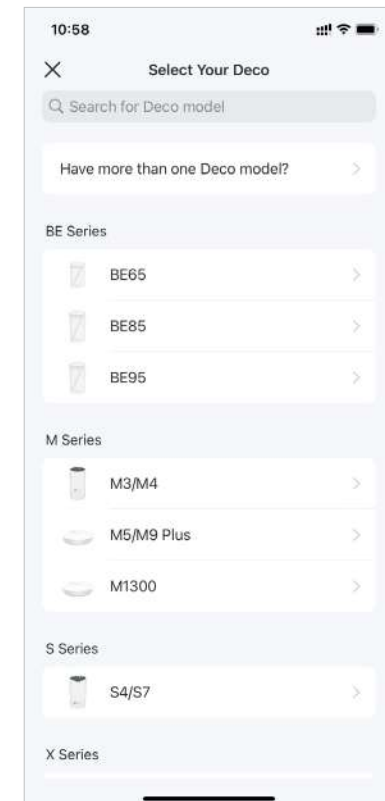 10:58
Select Your Deco
Search for Deco model
Have more than one Deco model?
BE Series
BE65
BE85
BE95
M Series
M3/M4
M5/M9 Plus
M1300
S Series
S4/S7
X Series